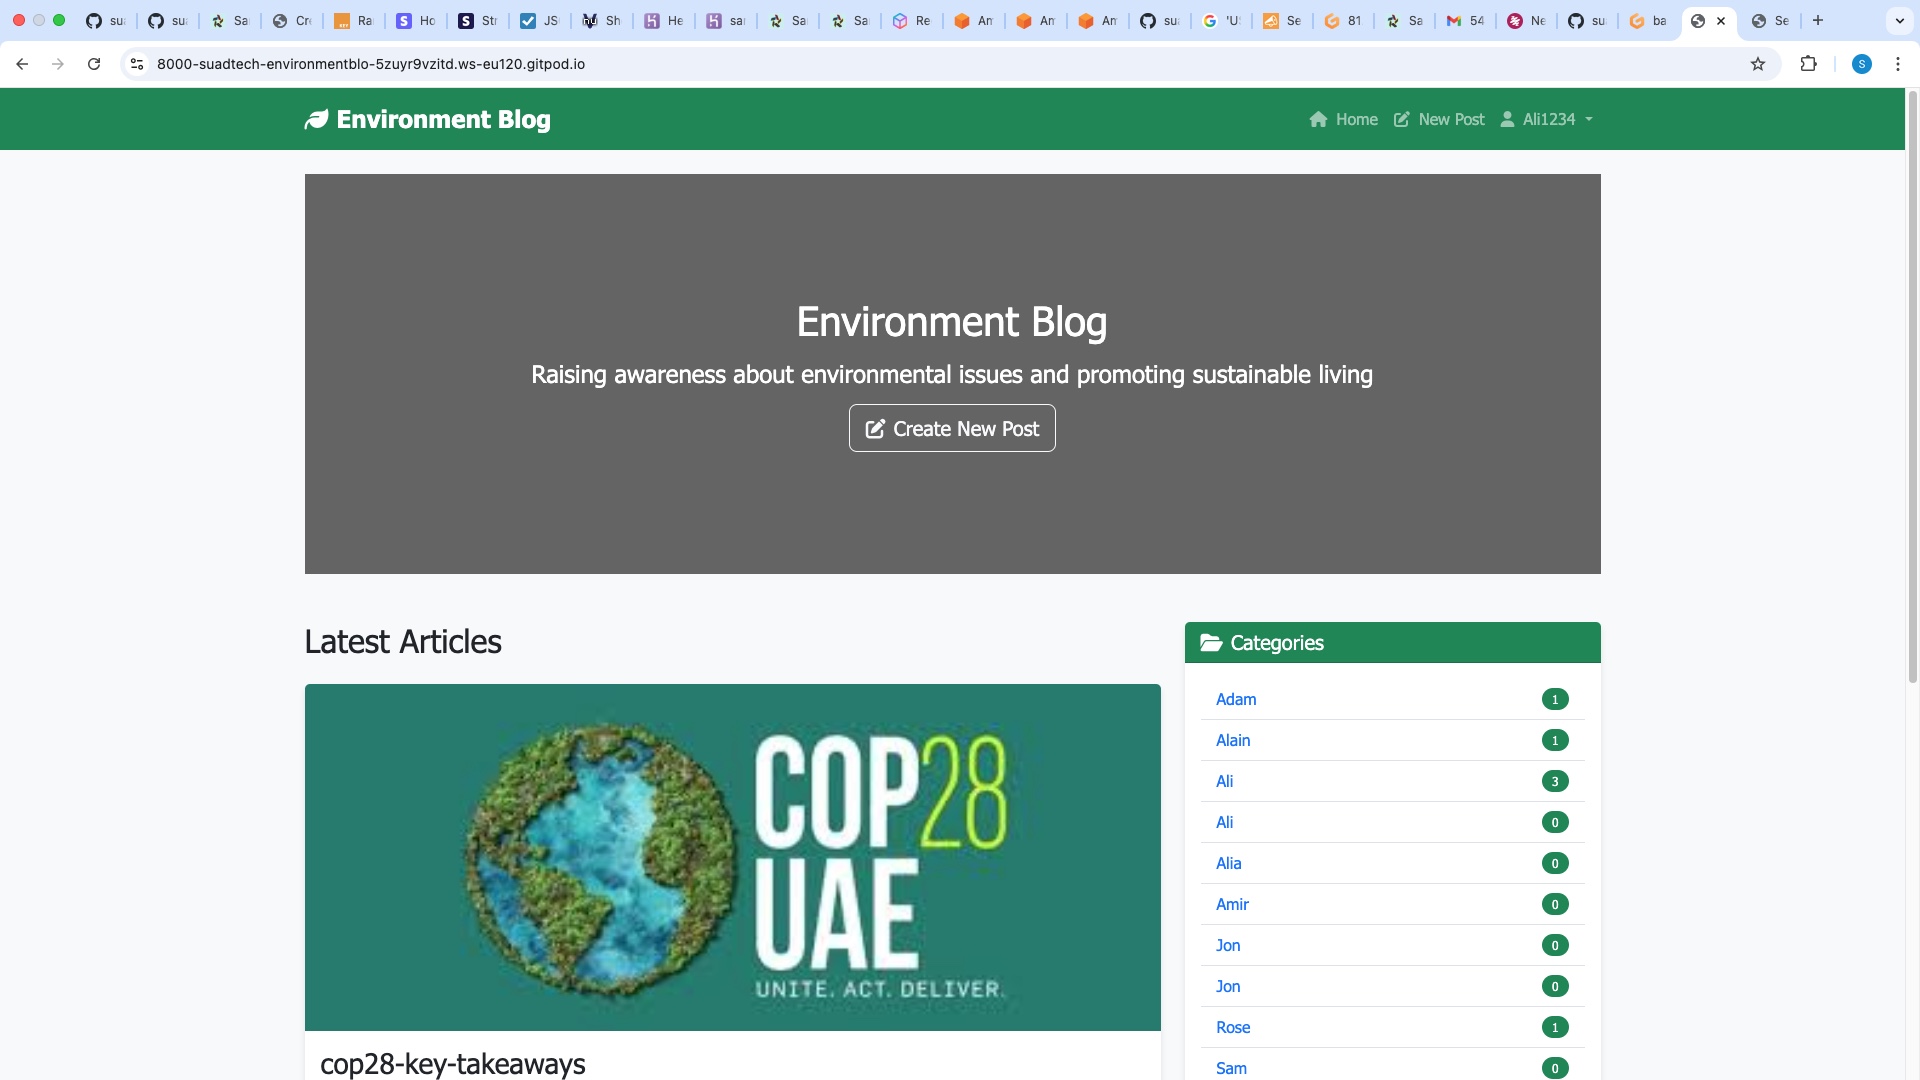 su
su
Sa
Cre
Ra
Ho
Str
JS
Sh
He
sa
Sa
Sa
Re
Am
Am
Am
su
'U
Se
81
Sa
54
Ne
su
ba
Se
8000-suadtech-environmentblo-5zuyr9vzitd.ws-eu120.gitpod.io
S
Environment Blog
Home
New Post
Ali1234
Environment Blog
Raising awareness about environmental issues and promoting sustainable living
Create New Post
Latest Articles
COP28
UAE
UNITE. ACT. DELIVER.
cop28-key-takeaways
Categories
Adam 1
Alain 1
Ali 3
Ali 0
Alia 0
Amir 0
Jon 0
Jon 0
Rose 1
Sam 0